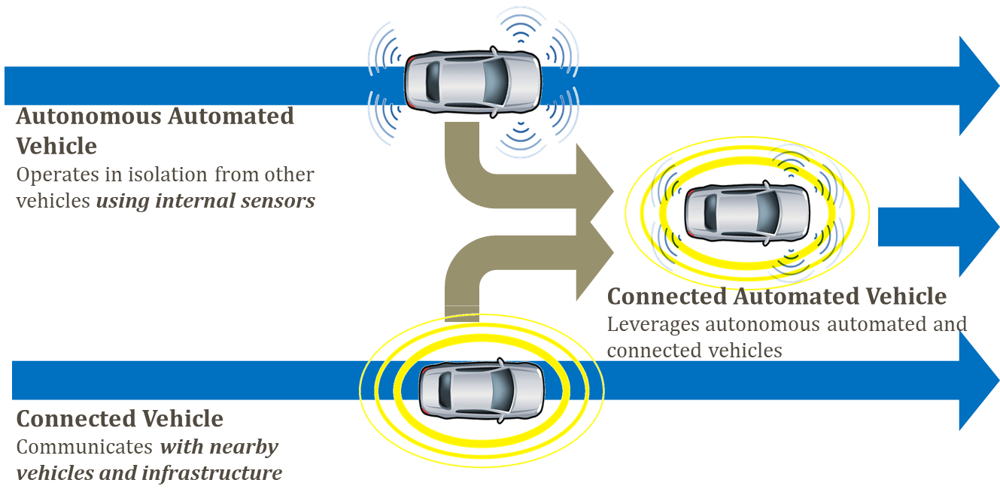 Autonomous Automated
Vehicle
Operates in isolation from other
vehicles using internal sensors
Connected Automated Vehicle
Leverages autonomous automated and
connected vehicles
Connected Vehicle
Communicates with nearby
vehicles and infrastructure